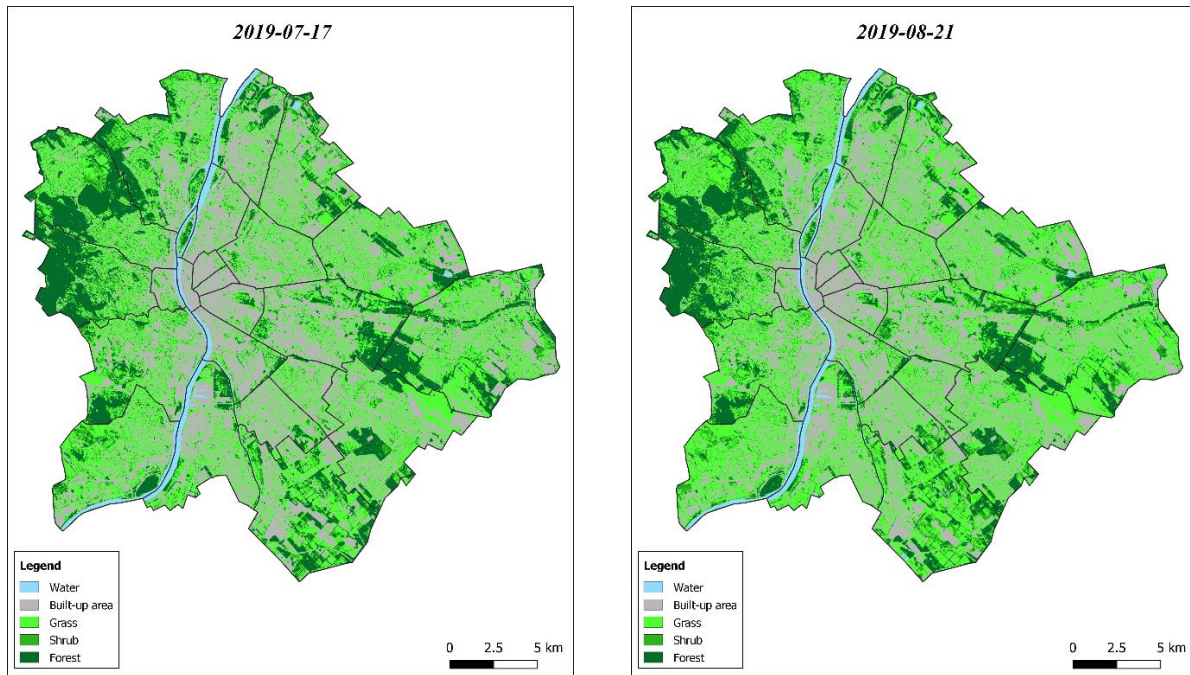 2019-07-17
Legend
Water
Built-up area
Grass
Shrub
Forest
0 2.5 5 km
2019-08-21
Legend
Water
Built-up area
Grass
Shrub
Forest
0 2.5 5 km